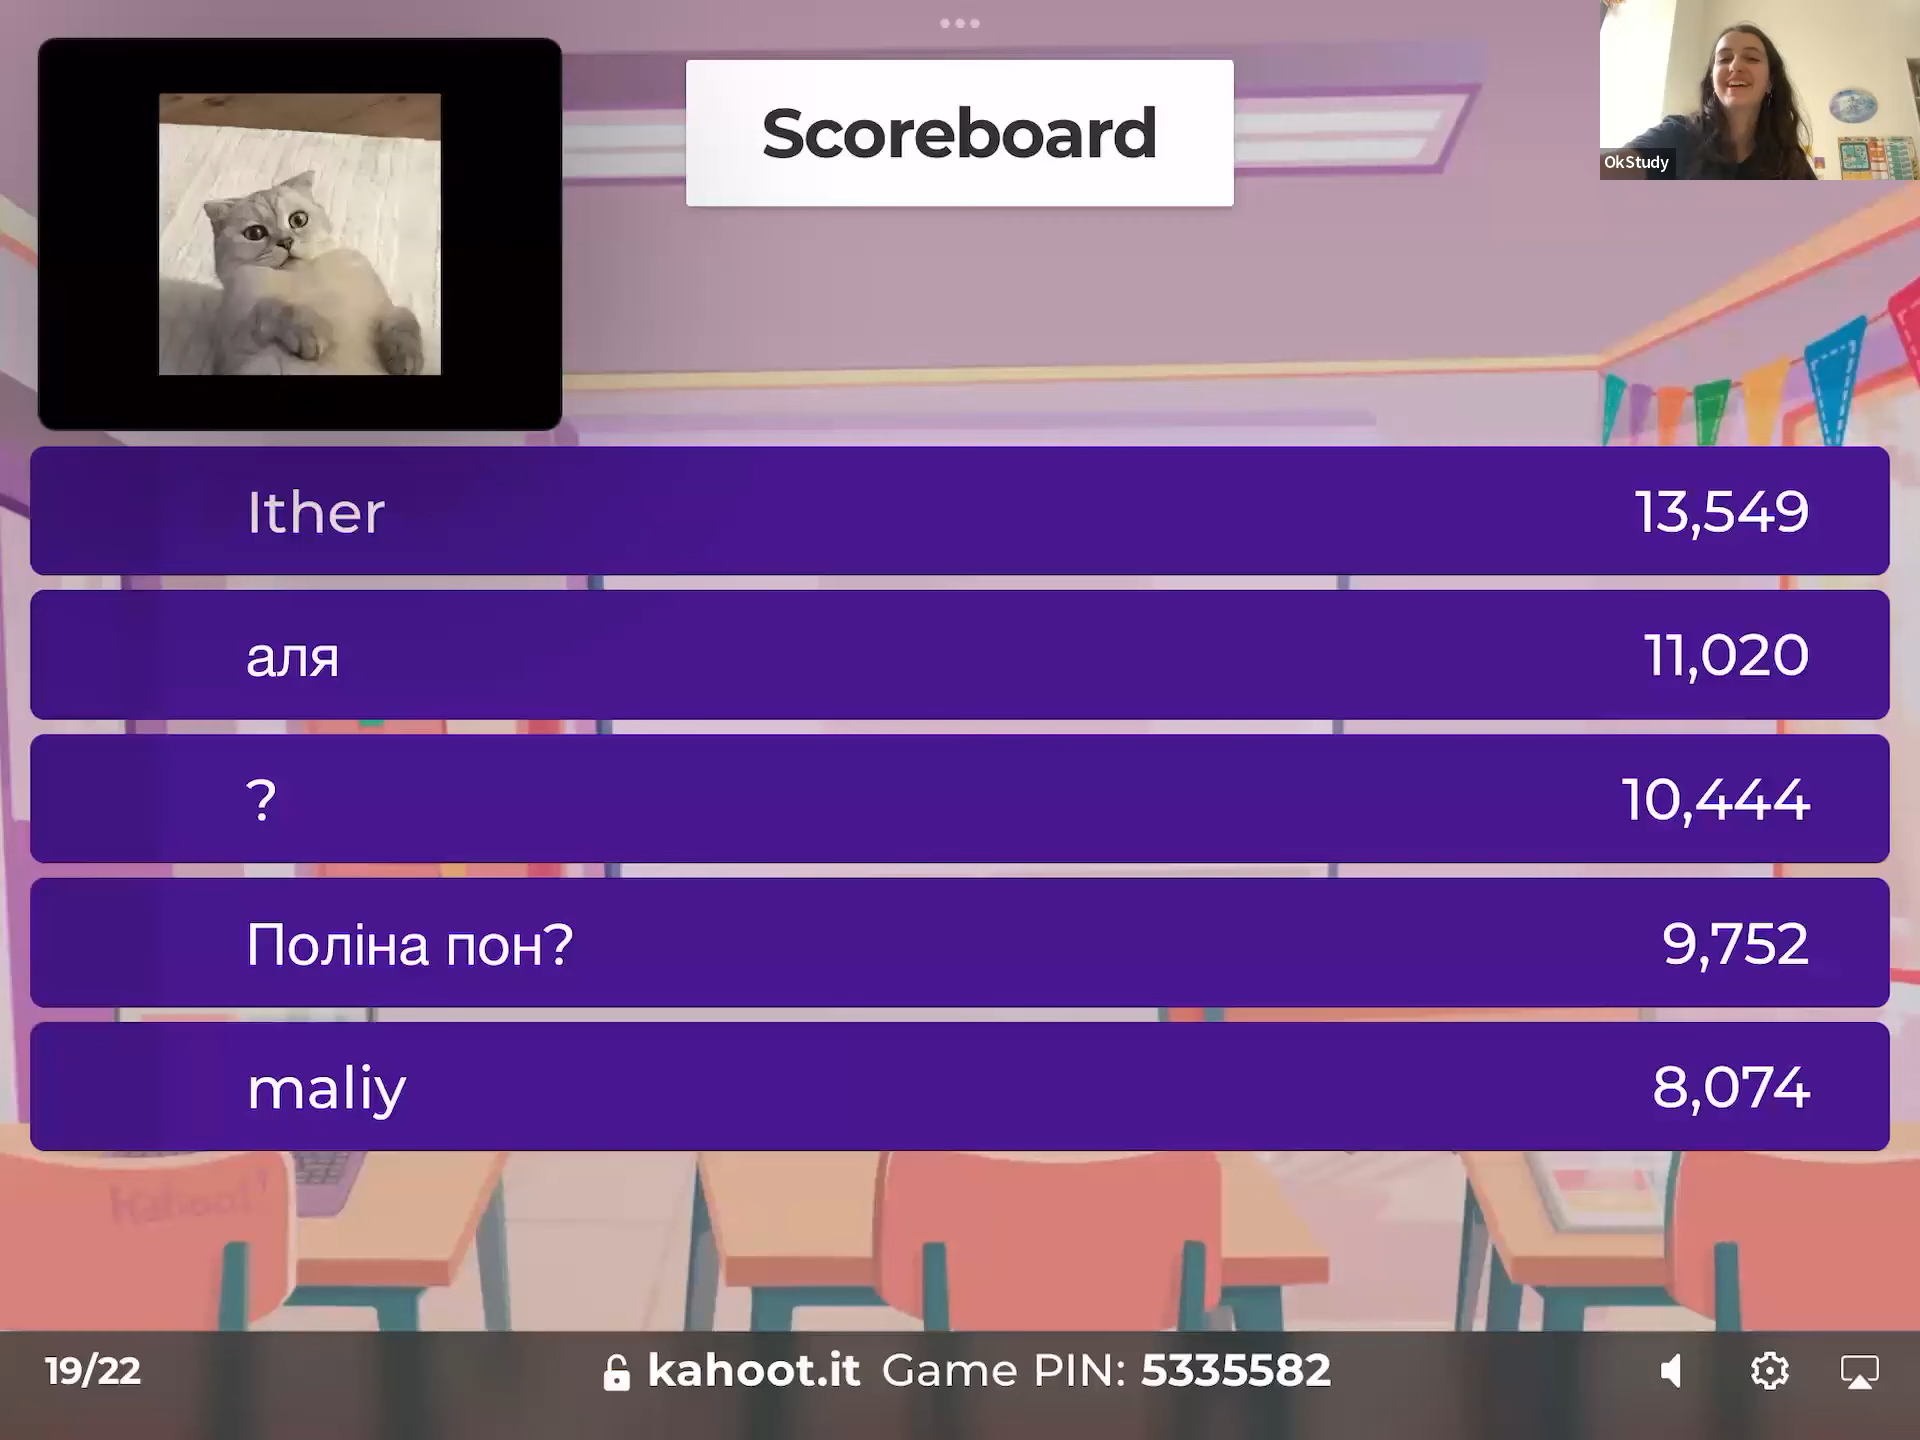 Scoreboard
OkStudy
Ither 13,549
аля 11,020
? 10,444
Поліна пон? 9,752
maliy 8,074
Kahoot!
19/22
kahoot.it Game PIN: 5335582